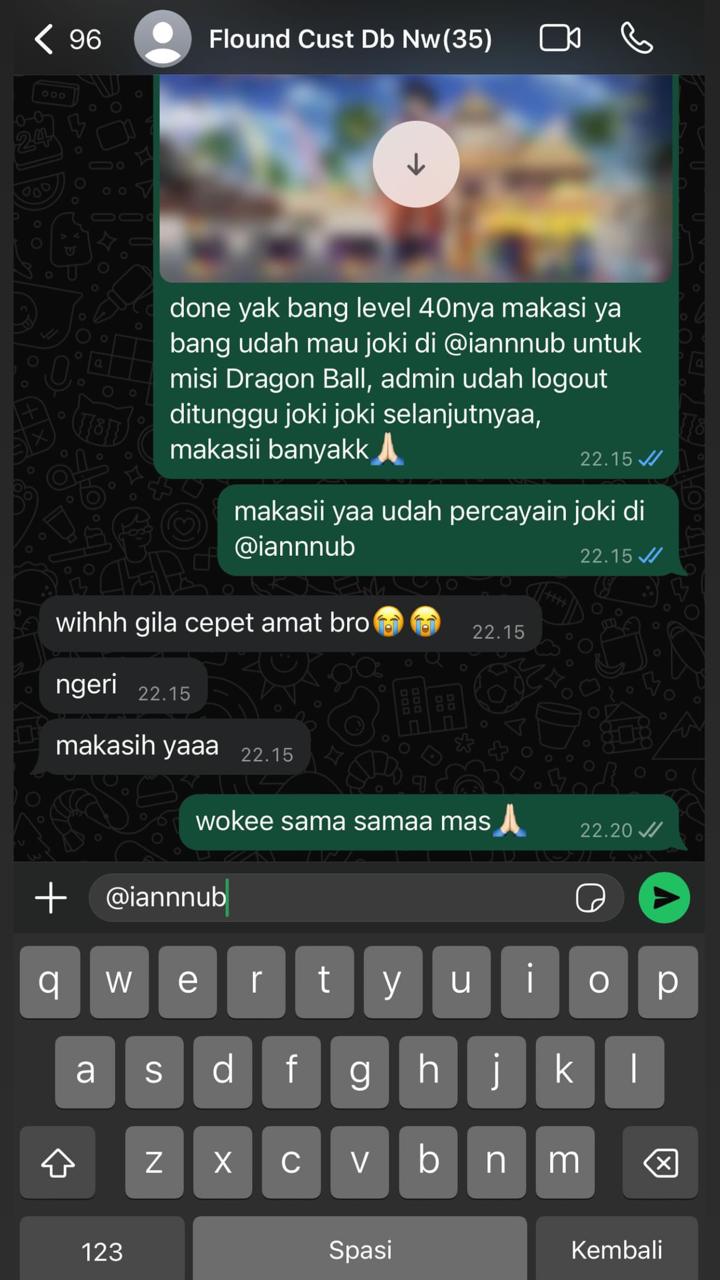 96
Flound Cust Db Nw(35)
done yak bang level 40nya makasi ya
bang udah mau joki di @iannnub untuk
misi Dragon Ball, admin udah logout
ditunggu joki joki selanjutnyaa,
makasii banyakk🙏🏻
22.15
makasii yaa udah percayain joki di
@iannnub
22.15
wihhh gila cepet amat bro😭😭
22.15
ngeri
22.15
makasih yaaa
22.15
wokee sama samaa mas🙏🏻
22.20
@iannnub
q w e r t y u i o p
a s d f g h j k l
z x c v b n m
123
Spasi
Kembali